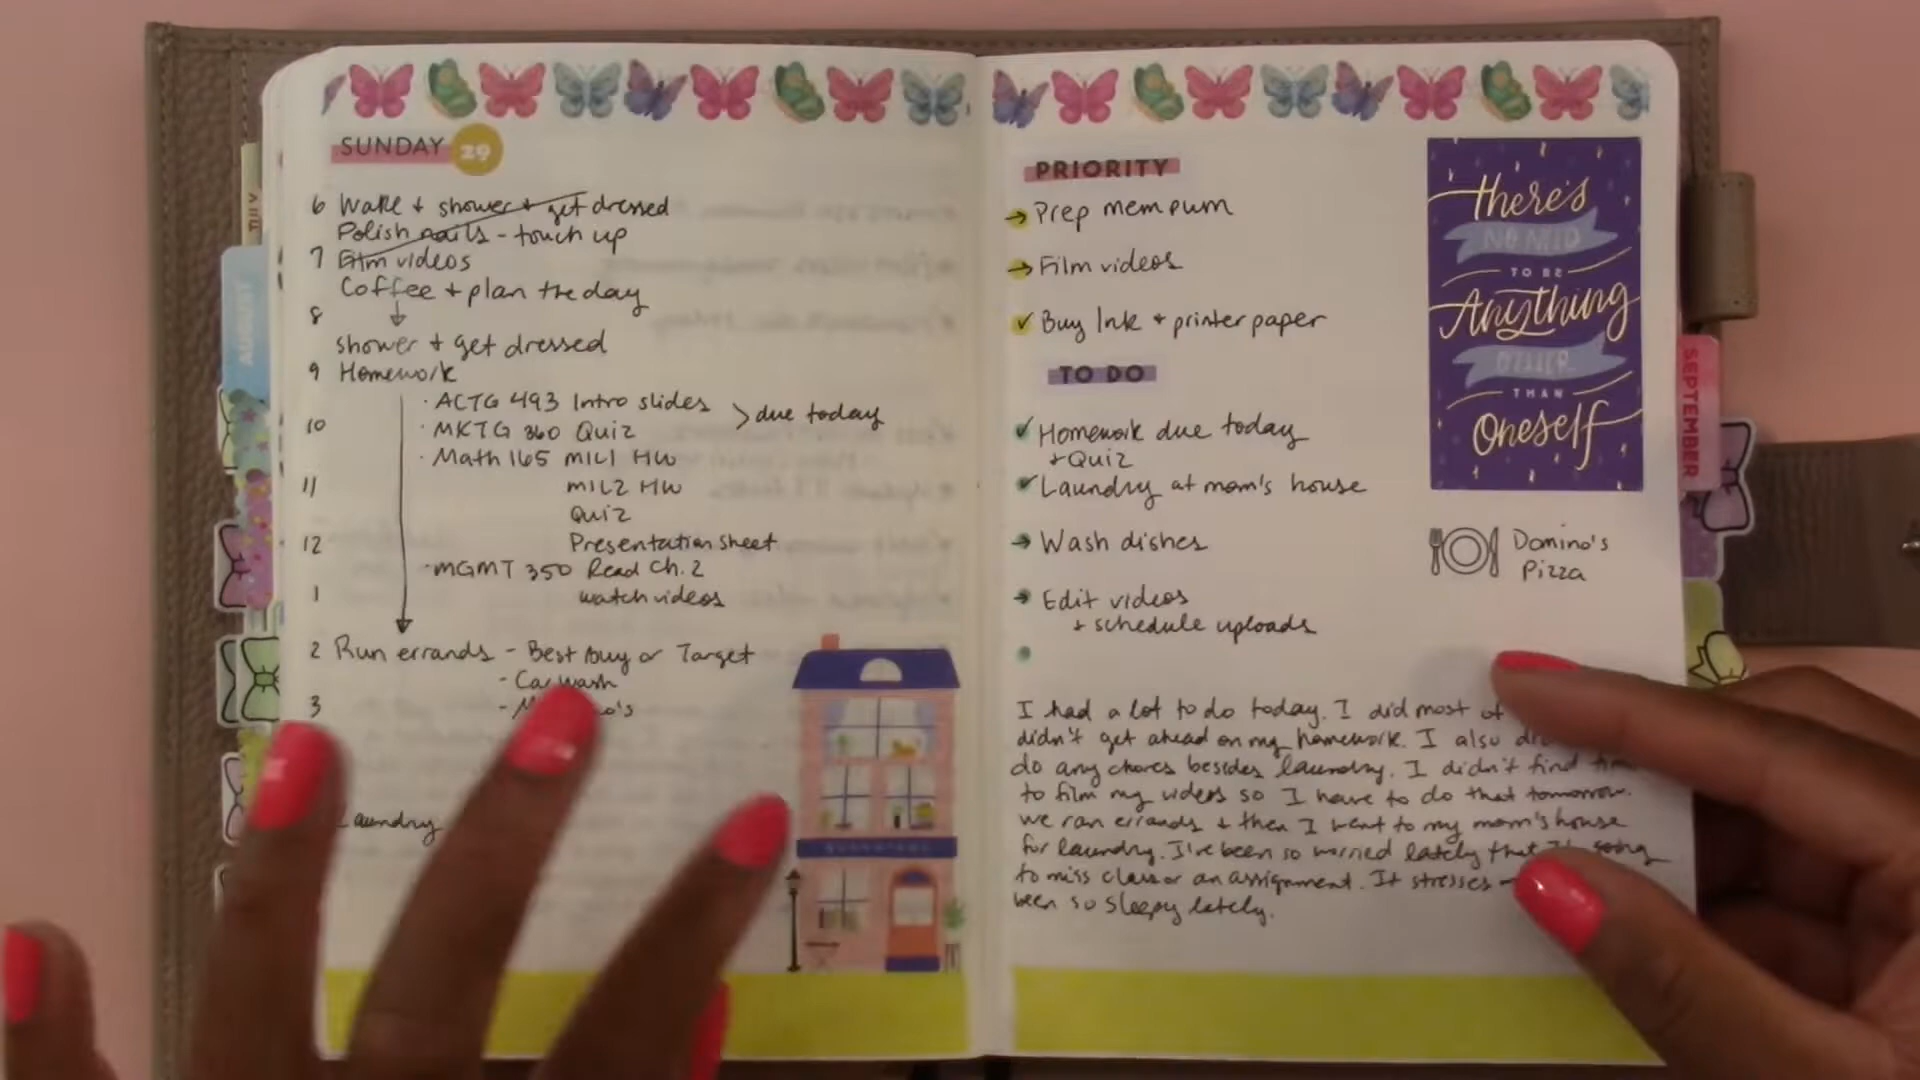 SUNDAY 29
6 Wake + shower + get dressed
Polish nails - touch up
7 Film videos
Coffee + plan the day
8
shower + get dressed
9 Homework
· ACTG 493 Intro slides
10 · MKTG 360 Quiz
> due today
· Math 165 M1L1 HW
11 M1L2 HW
Quiz
12 Presentation sheet
- MGMT 350 Read Ch. 2
1 watch videos
2 Run errands - Best Buy or Target
- Car wash
3
Laundry
PRIORITY
→ Prep mempum
→ Film videos
✓ Buy Ink + printer paper
TO DO
✓ Homework due today
+ Quiz
✓ Laundry at mom's house
→ Wash dishes
→ Edit videos
+ schedule uploads
there's
NO NEED
TO BE
Anything
OTHER
THAN
Oneself
Domino's
Pizza
I had a lot to do today. I did most of
didn't get ahead on my homework. I also
do any chores besides laundry. I didn't find
to film my videos so I have to do that tomorrow.
we ran errands + then I went to my mom's house
for laundry. I've been so worried lately that I'm going
to miss class or an assignment. It stresses
been so sleepy lately.
AUGUST
SEPTEMBER
JULY